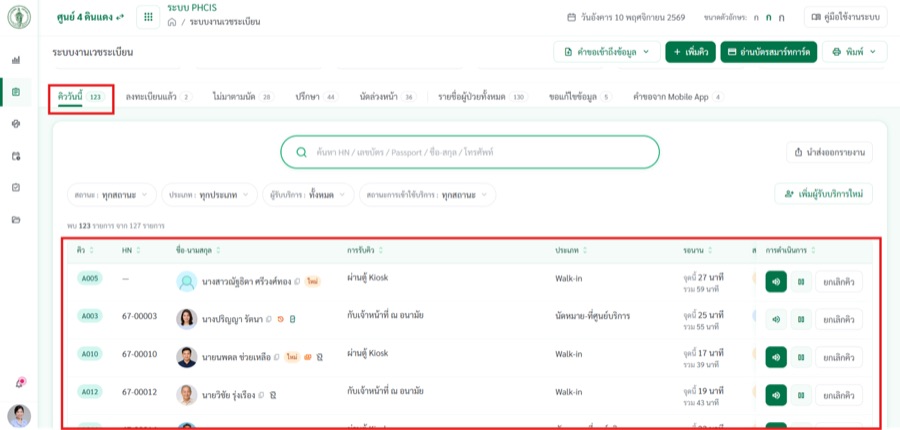 ศูนย์ 4 ดินแดง
ระบบ PHCIS
/ ระบบงานเวชระเบียน
วันอังคาร 10 พฤศจิกายน 2569
ขนาดตัวอักษร: ก ก ก
คู่มือใช้งานระบบ
ระบบงานเวชระเบียน
คำขอเข้าถึงข้อมูล
+ เพิ่มคิว
อ่านบัตรสมาร์ทการ์ด
พิมพ์
คิววันนี้ 123
ลงทะเบียนแล้ว 2
ไม่มาตามนัด 28
ปรึกษา 44
นัดล่วงหน้า 36
รายชื่อผู้ป่วยทั้งหมด 130
ขอแก้ไขข้อมูล 5
คำขอจาก Mobile App 4
ค้นหา HN / เลขบัตร / Passport / ชื่อ-สกุล / โทรศัพท์
นำส่งออกรายงาน
สถานะ: ทุกสถานะ
ประเภท: ทุกประเภท
ผู้รับบริการ: ทั้งหมด
สถานะการเข้าใช้บริการ: ทุกสถานะ
เพิ่มผู้รับบริการใหม่
พบ 123 รายการ จาก 127 รายการ
คิว HN ชื่อ-นามสกุล การรับคิว ประเภท รอนาน ส การดำเนินการ
A005 — นางสาวณัฐธิดา ศรีวงศ์ทอง ใหม่ ผ่านตู้ Kiosk Walk-in จุดนี้ 27 นาที ยกเลิกคิว
รวม 59 นาที
A003 67-00003 นางปริญญา รัตนา กับเจ้าหน้าที่ ณ อนามัย นัดหมาย-ที่ศูนย์บริการ จุดนี้ 25 นาที ยกเลิกคิว
รวม 55 นาที
A010 67-00010 นายนพดล ช่วยเหลือ ใหม่ ผ่านตู้ Kiosk Walk-in จุดนี้ 17 นาที ยกเลิกคิว
รวม 39 นาที
A012 67-00012 นายวิชัย รุ่งเรือง กับเจ้าหน้าที่ ณ อนามัย Walk-in จุดนี้ 19 นาที ยกเลิกคิว
รวม 43 นาที